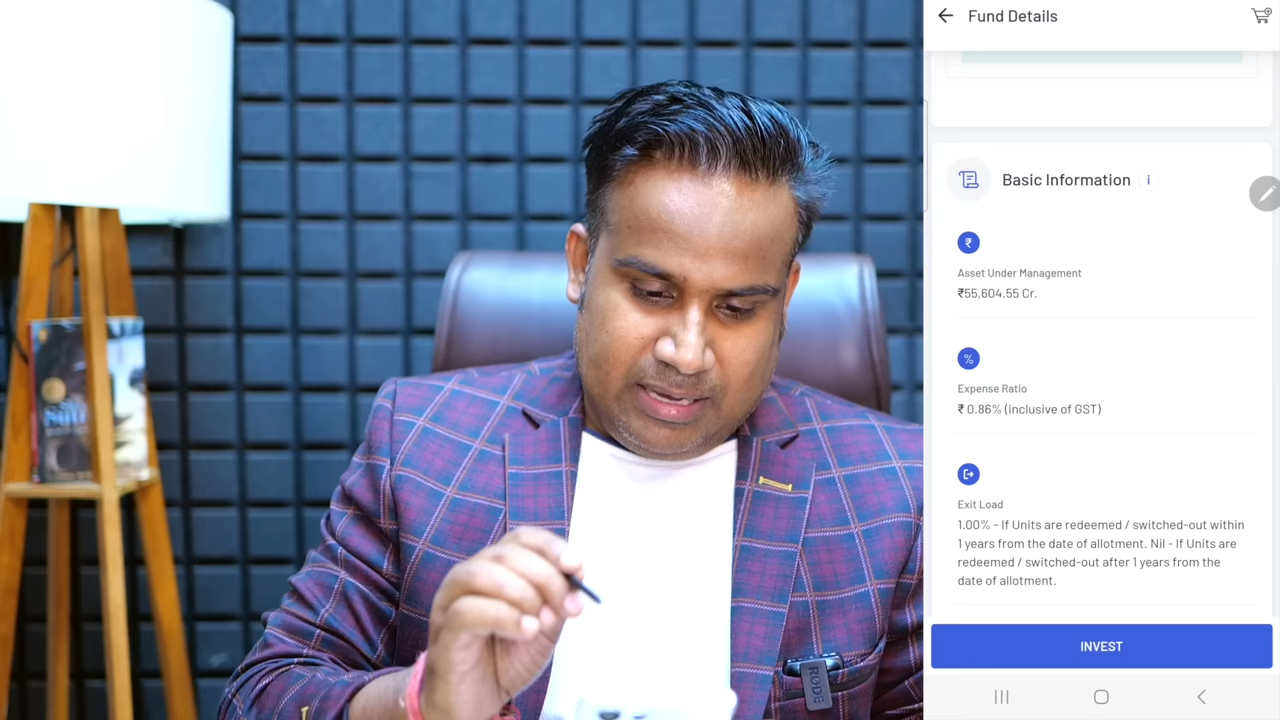 Fund Details
Basic Information i
₹
Asset Under Management
₹55,604.55 Cr.
%
Expense Ratio
₹ 0.86% (inclusive of GST)
Exit Load
1.00% - If Units are redeemed / switched-out within
1 years from the date of allotment. Nil - If Units are
redeemed / switched-out after 1 years from the
date of allotment.
INVEST
RØDE